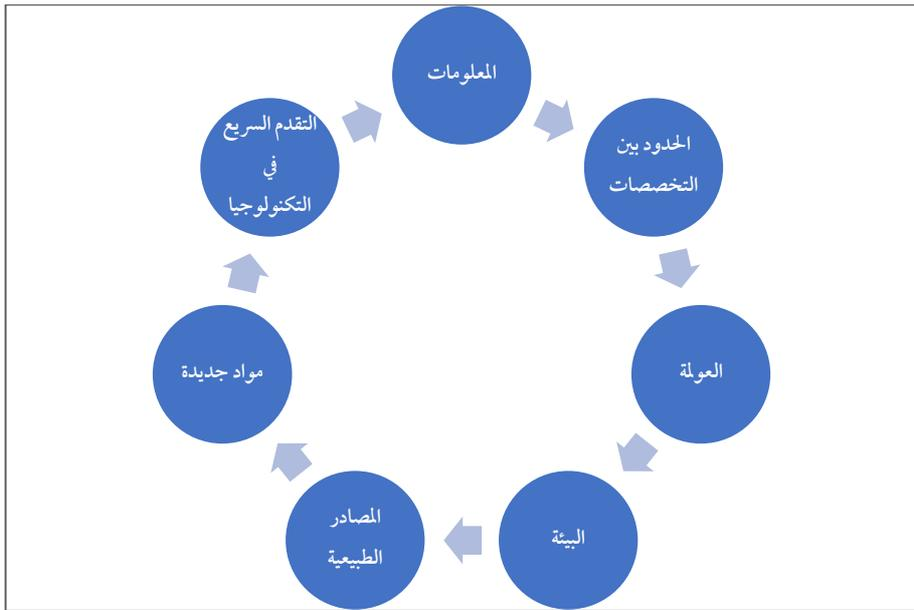 المعلومات
الحدود بين
التخصصات
العولمة
البيئة
المصادر
الطبيعية
مواد جديدة
التقدم السريع
في
التكنولوجيا